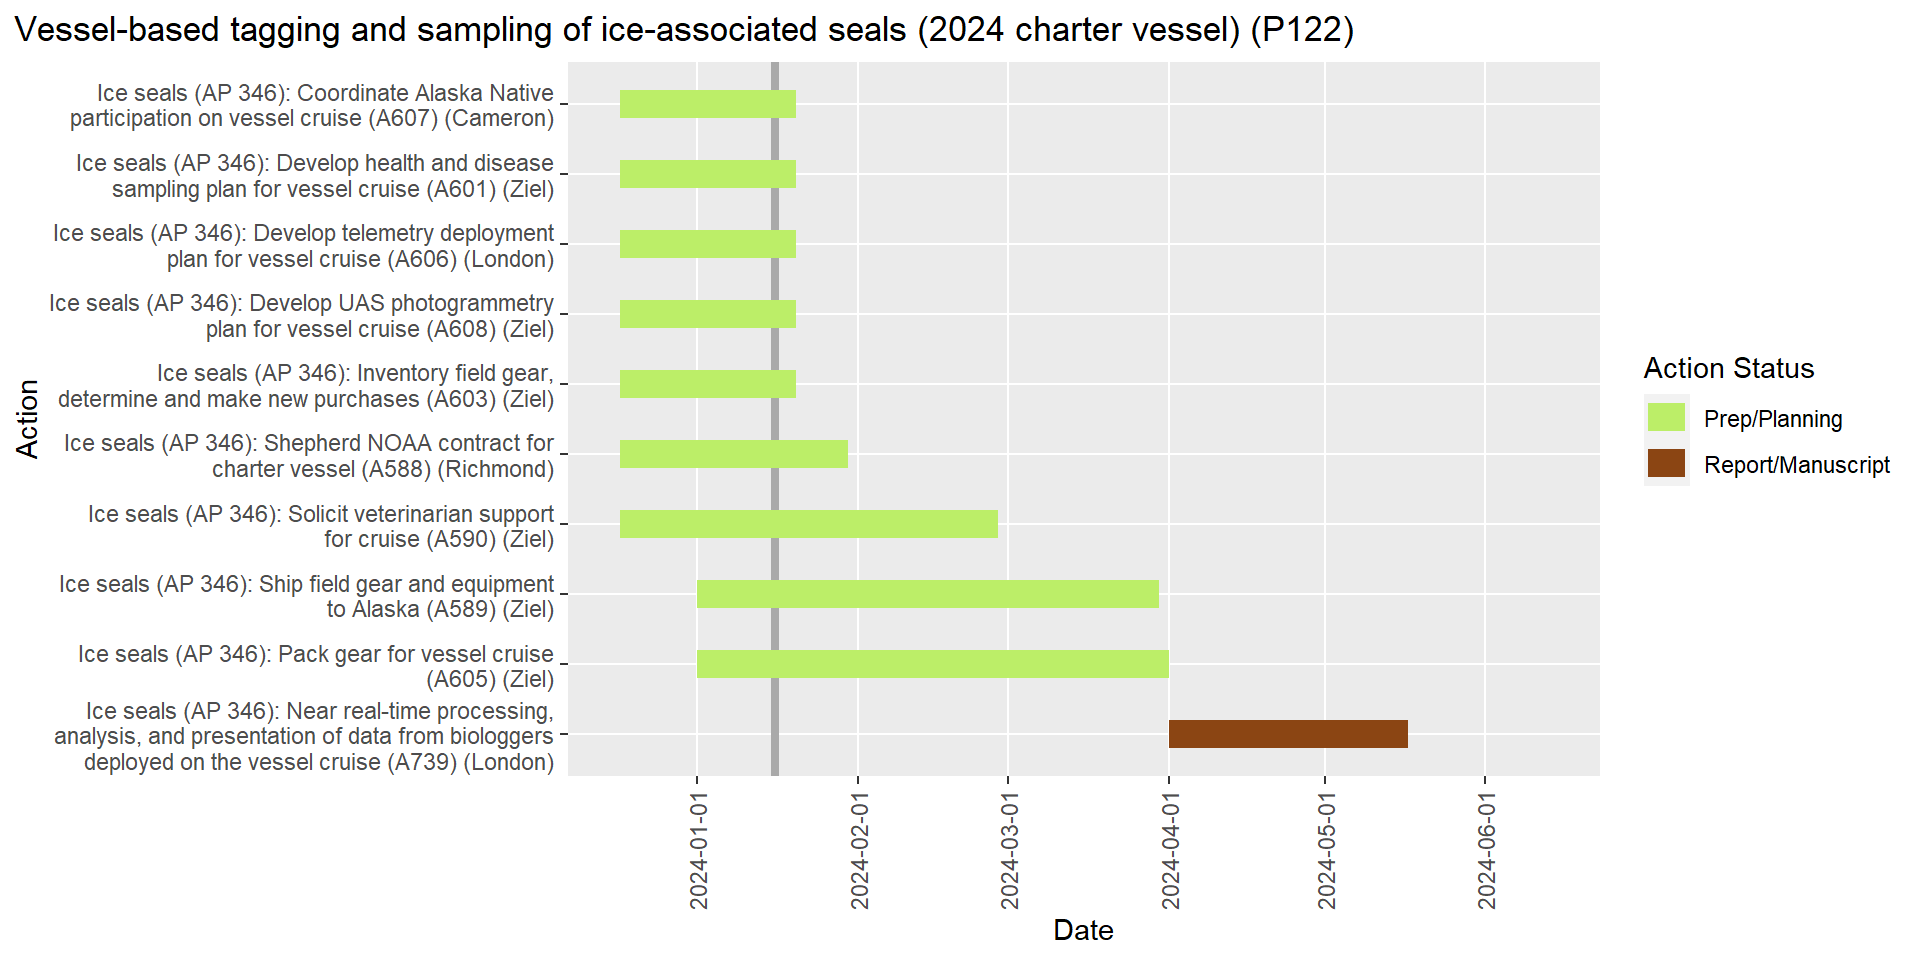 Vessel-based tagging and sampling of ice-associated seals (2024 charter vessel) (P122)
Action
Ice seals (AP 346): Coordinate Alaska Native
participation on vessel cruise (A607) (Cameron)
Ice seals (AP 346): Develop health and disease
sampling plan for vessel cruise (A601) (Ziel)
Ice seals (AP 346): Develop telemetry deployment
plan for vessel cruise (A606) (London)
Ice seals (AP 346): Develop UAS photogrammetry
plan for vessel cruise (A608) (Ziel)
Ice seals (AP 346): Inventory field gear,
determine and make new purchases (A603) (Ziel)
Ice seals (AP 346): Shepherd NOAA contract for
charter vessel (A588) (Richmond)
Ice seals (AP 346): Solicit veterinarian support
for cruise (A590) (Ziel)
Ice seals (AP 346): Ship field gear and equipment
to Alaska (A589) (Ziel)
Ice seals (AP 346): Pack gear for vessel cruise
(A605) (Ziel)
Ice seals (AP 346): Near real-time processing,
analysis, and presentation of data from biologgers
deployed on the vessel cruise (A739) (London)
2024-01-01
2024-02-01
2024-03-01
2024-04-01
2024-05-01
2024-06-01
Date
Action Status
Prep/Planning
Report/Manuscript